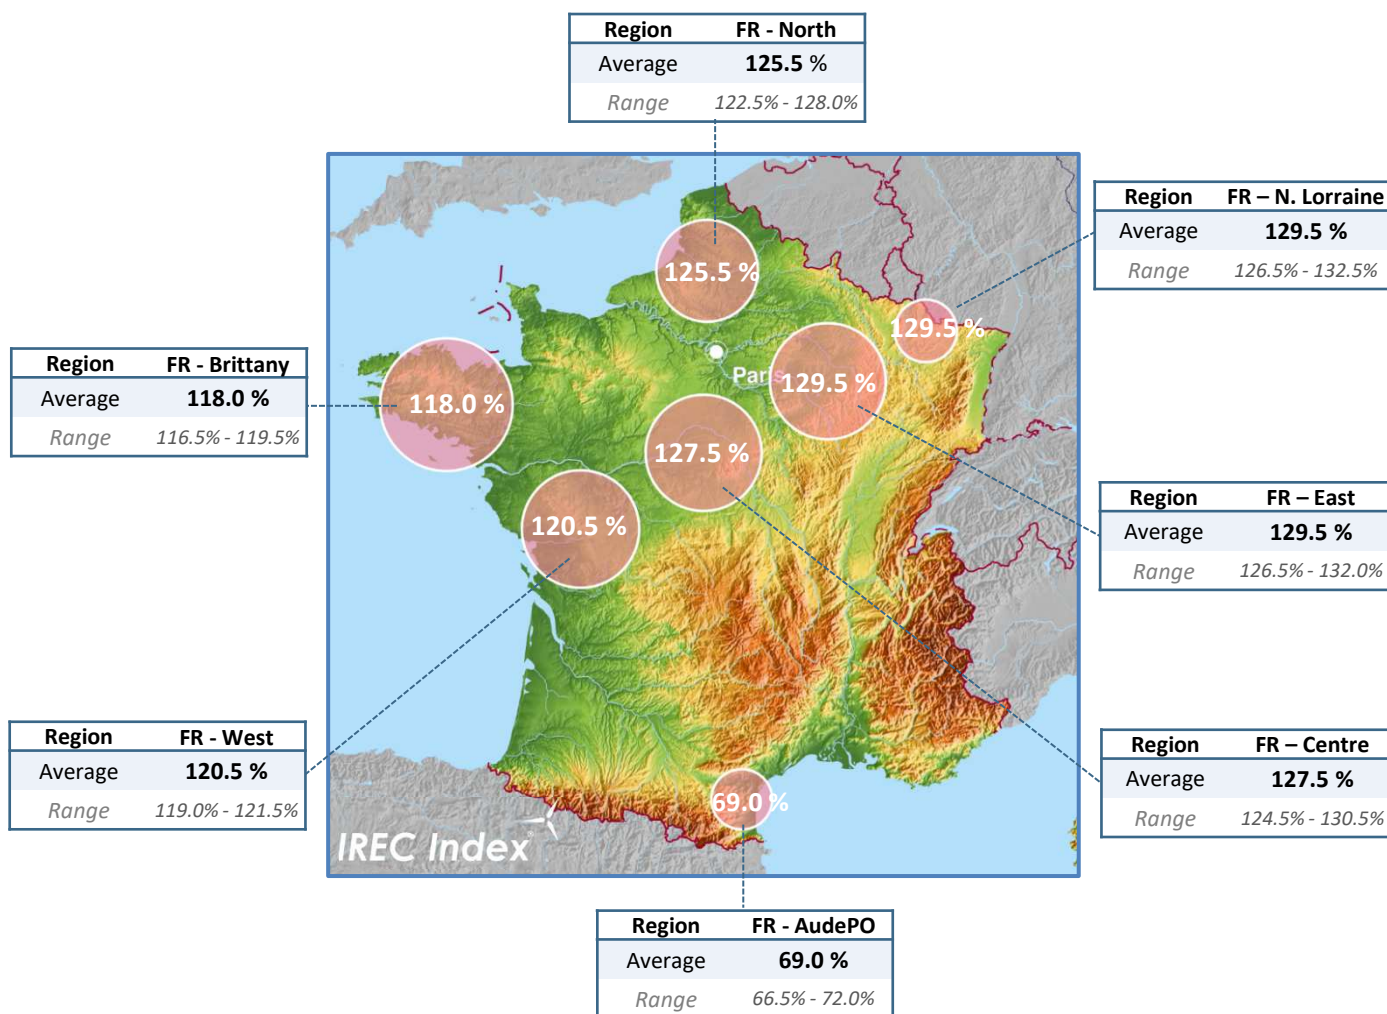 Region FR - North
Average 125.5 %
Range 122.5% - 128.0%
Region FR – N. Lorraine
Average 129.5 %
Range 126.5% - 132.5%
125.5 %
129.5 %
Region FR - Brittany
Average 118.0 %
Range 116.5% - 119.5%
Paris
129.5 %
118.0 %
127.5 %
Region FR – East
Average 129.5 %
Range 126.5% - 132.0%
120.5 %
Region FR - West
Average 120.5 %
Range 119.0% - 121.5%
Region FR – Centre
Average 127.5 %
Range 124.5% - 130.5%
69.0 %
IREC Index®
Region FR - AudePO
Average 69.0 %
Range 66.5% - 72.0%